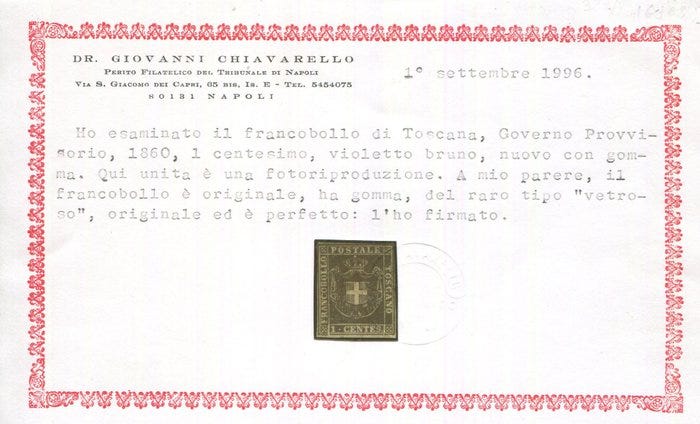 DR. GIOVANNI CHIAVARELLO
PERITO FILATELICO DEL TRIBUNALE DI NAPOLI
VIA S. GIACOMO DEI CAPRI, 65 BIS, IS. E - TEL. 5454075
80131 NAPOLI
1° settembre 1996.
Ho esaminato il francobollo di Toscana, Governo Provvi-
sorio, 1860, 1 centesimo, violetto bruno, nuovo con gom-
ma. Qui unita è una fotoriproduzione. A mio parere, il
francobollo è originale, ha gomma, del raro tipo "vetro-
so", originale ed è perfetto: l'ho firmato.
FRANCOBOLLO
POSTALE
TOSCANO
1 CENTES